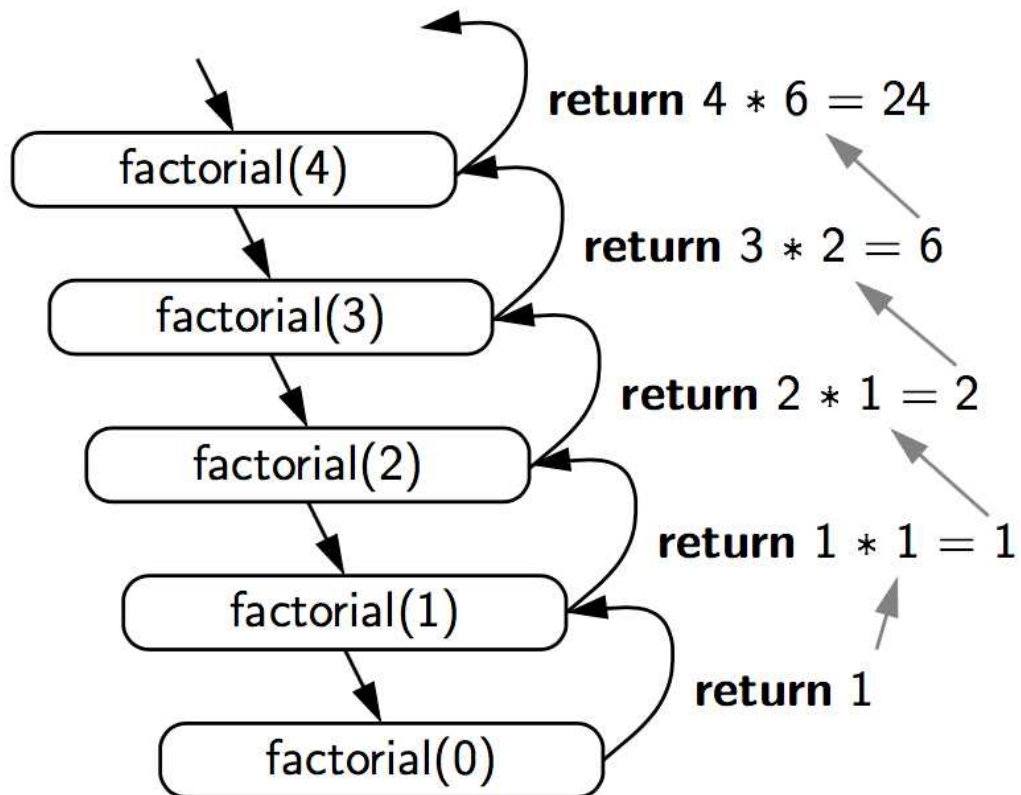 return 4 * 6 = 24
factorial(4)
return 3 * 2 = 6
factorial(3)
return 2 * 1 = 2
factorial(2)
return 1 * 1 = 1
factorial(1)
return 1
factorial(0)